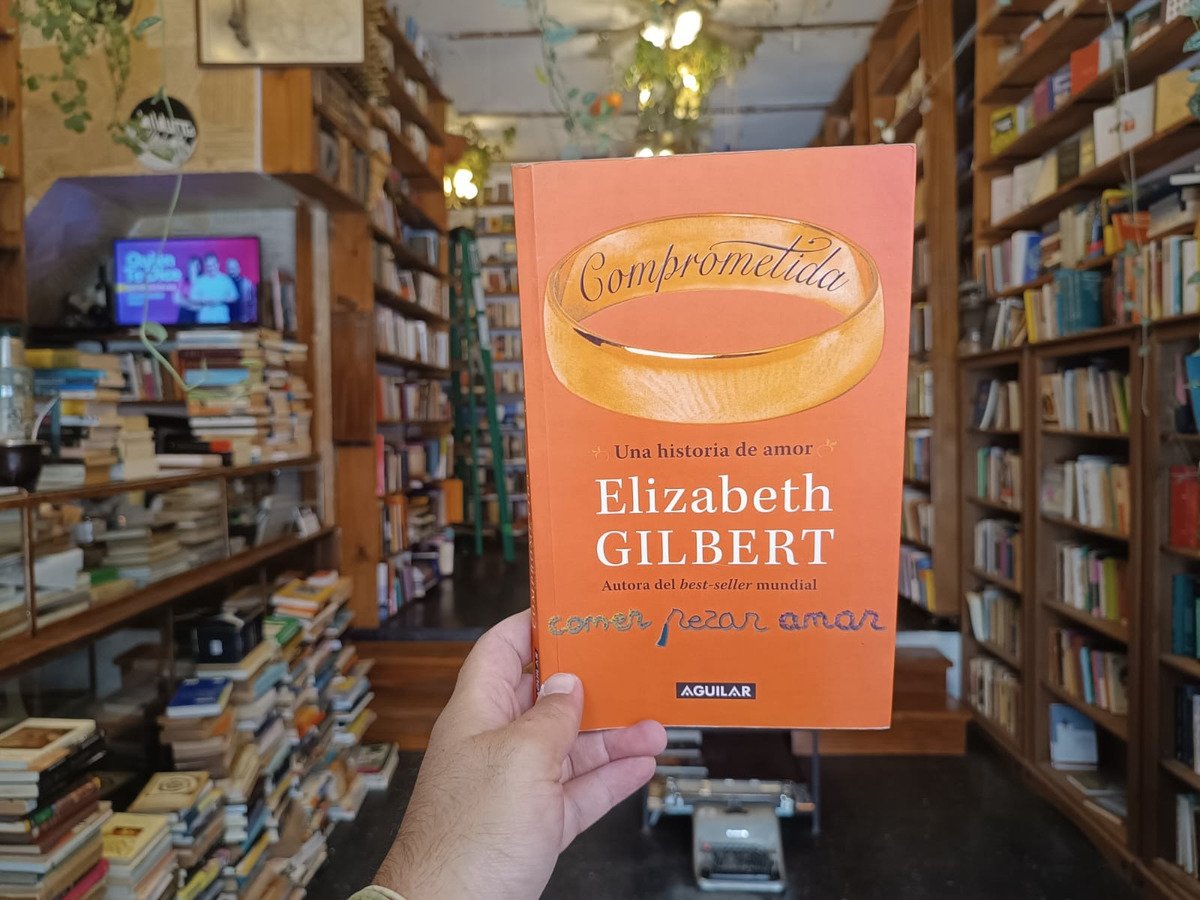 Comprometida
Una historia de amor
Elizabeth
GILBERT
Autora del best-seller mundial
comer rezar amar
AGUILAR